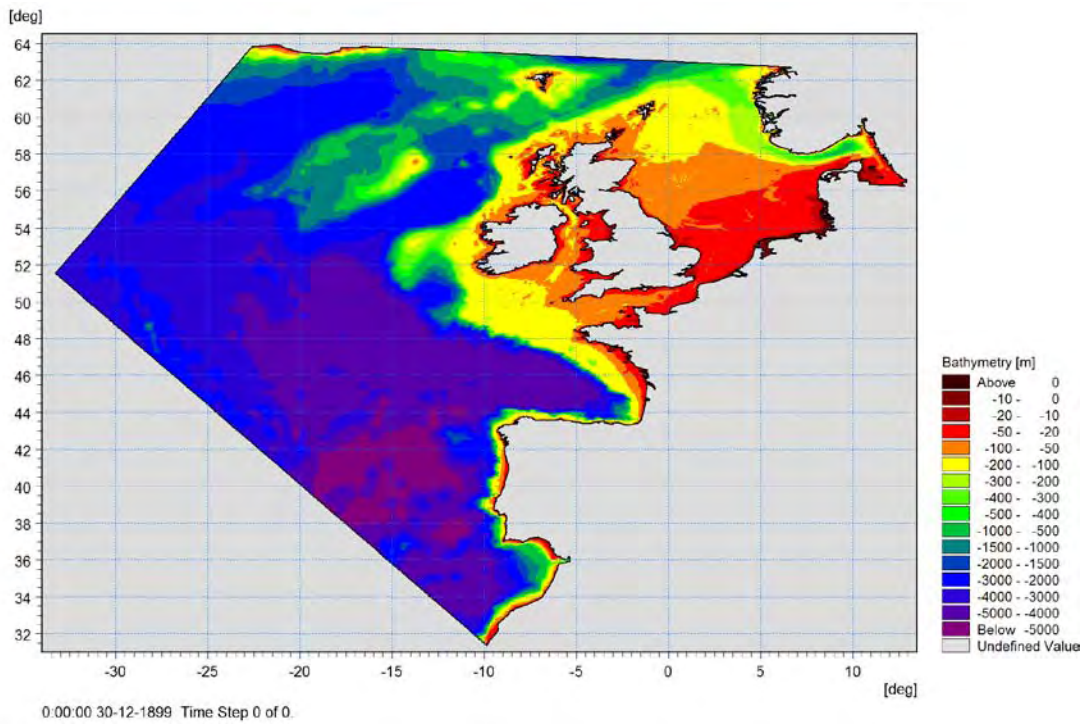 [deg]
64
62
60
58
56
54
52
50
48
46
44
42
40
38
36
34
32
-30 -25 -20 -15 -10 -5 0 5 10
[deg]
Bathymetry [m]
Above 0
-10 - 0
-20 - -10
-50 - -20
-100 - -50
-200 - -100
-300 - -200
-400 - -300
-500 - -400
-1000 - -500
-1500 - -1000
-2000 - -1500
-3000 - -2000
-4000 - -3000
-5000 - -4000
Below -5000
Undefined Value
0:00:00 30-12-1899 Time Step 0 of 0.